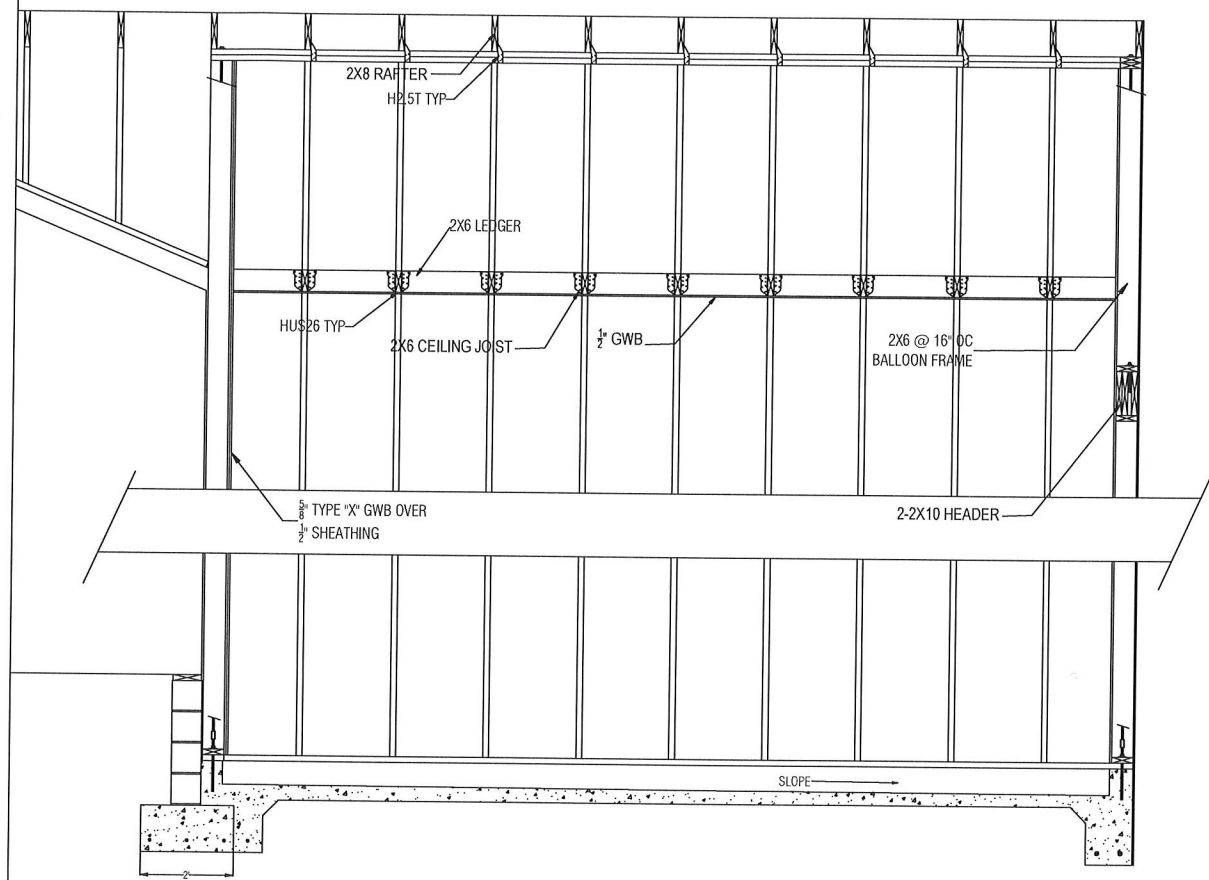 2X8 RAFTER
H2.5T TYP
2X6 LEDGER
HUS26 TYP
2X6 CEILING JOIST
1/2" GWB
2X6 @ 16" OC
BALLOON FRAME
5/8" TYPE "X" GWB OVER
1/2" SHEATHING
2-2X10 HEADER
SLOPE
2'